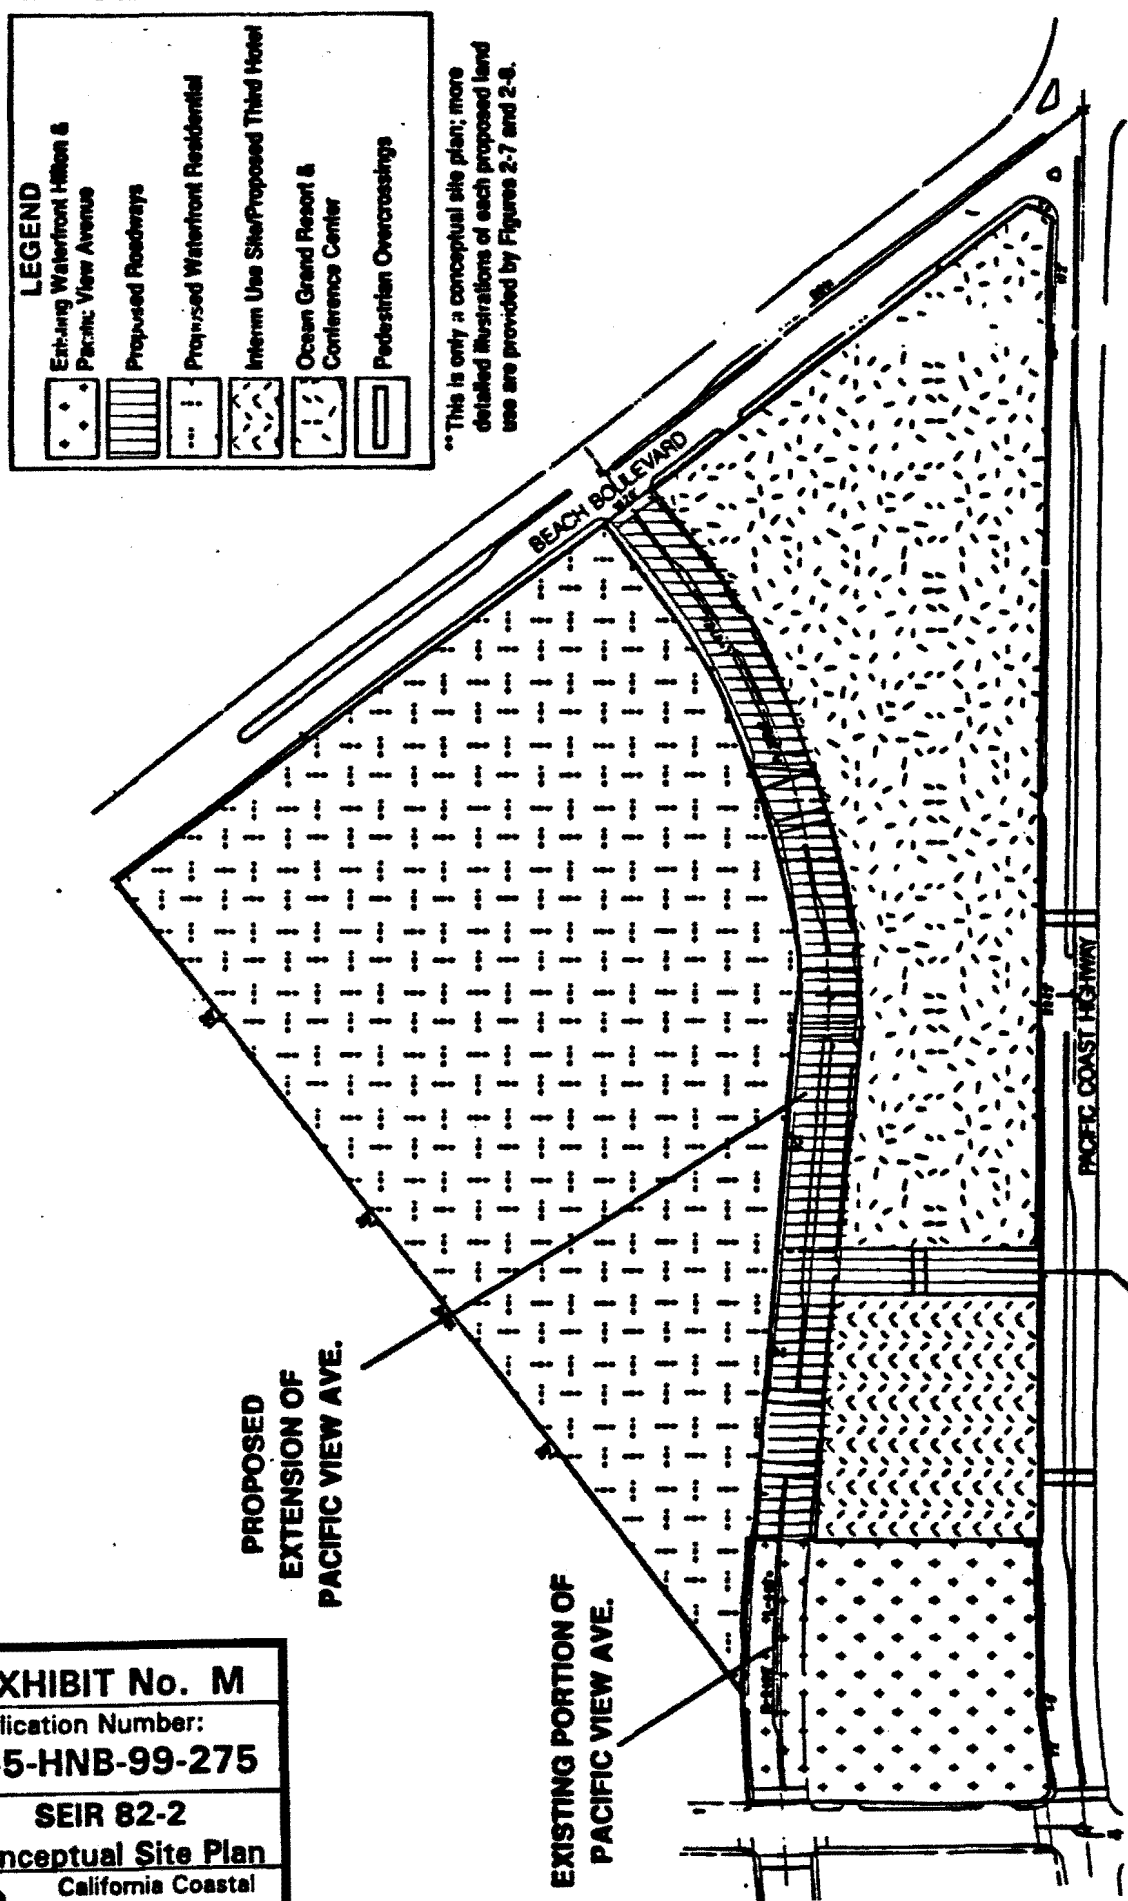 LEGEND
Existing Waterfront Hilton &
Pacific View Avenue
Proposed Roadways
Proposed Waterfront Residential
Interim Use Site/Proposed Third Hotel
Ocean Grand Resort &
Conference Center
Pedestrian Overcrossings
**This is only a conceptual site plan; more
detailed illustrations of each proposed land
use are provided by Figures 2-7 and 2-8.
BEACH BOULEVARD
PROPOSED
EXTENSION OF
PACIFIC VIEW AVE.
EXISTING PORTION OF
PACIFIC VIEW AVE.
PACIFIC COAST HIGHWAY
XHIBIT No. M
lication Number:
5-HNB-99-275
SEIR 82-2
nceptual Site Plan
California Coastal